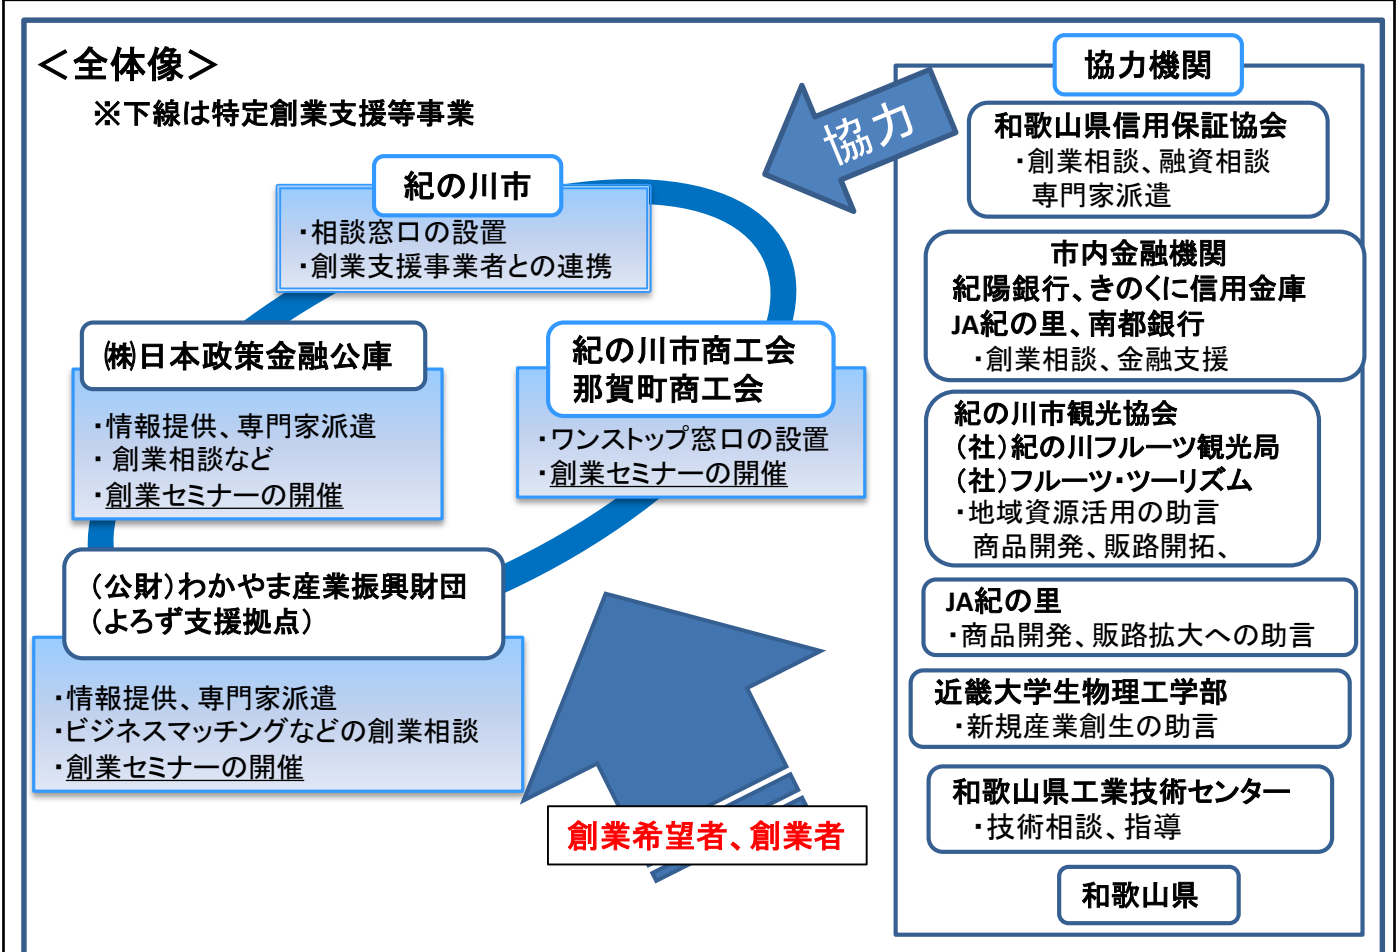 ＜全体像＞
※下線は特定創業支援等事業
紀の川市
・相談窓口の設置
・創業支援事業者との連携
㈱日本政策金融公庫
・情報提供、専門家派遣
・ 創業相談など
・創業セミナーの開催
紀の川市商工会
那賀町商工会
・ワンストップ窓口の設置
・創業セミナーの開催
（公財）わかやま産業振興財団
（よろず支援拠点）
・情報提供、専門家派遣
・ビジネスマッチングなどの創業相談
・創業セミナーの開催
創業希望者、創業者
協力
協力機関
和歌山県信用保証協会
・創業相談、融資相談
専門家派遣
市内金融機関
紀陽銀行、きのくに信用金庫
JA紀の里、南都銀行
・創業相談、金融支援
紀の川市観光協会
（社）紀の川フルーツ観光局
（社）フルーツ・ツーリズム
・地域資源活用の助言
商品開発、販路開拓、
JA紀の里
・商品開発、販路拡大への助言
近畿大学生物理工学部
・新規産業創生の助言
和歌山県工業技術センター
・技術相談、指導
和歌山県